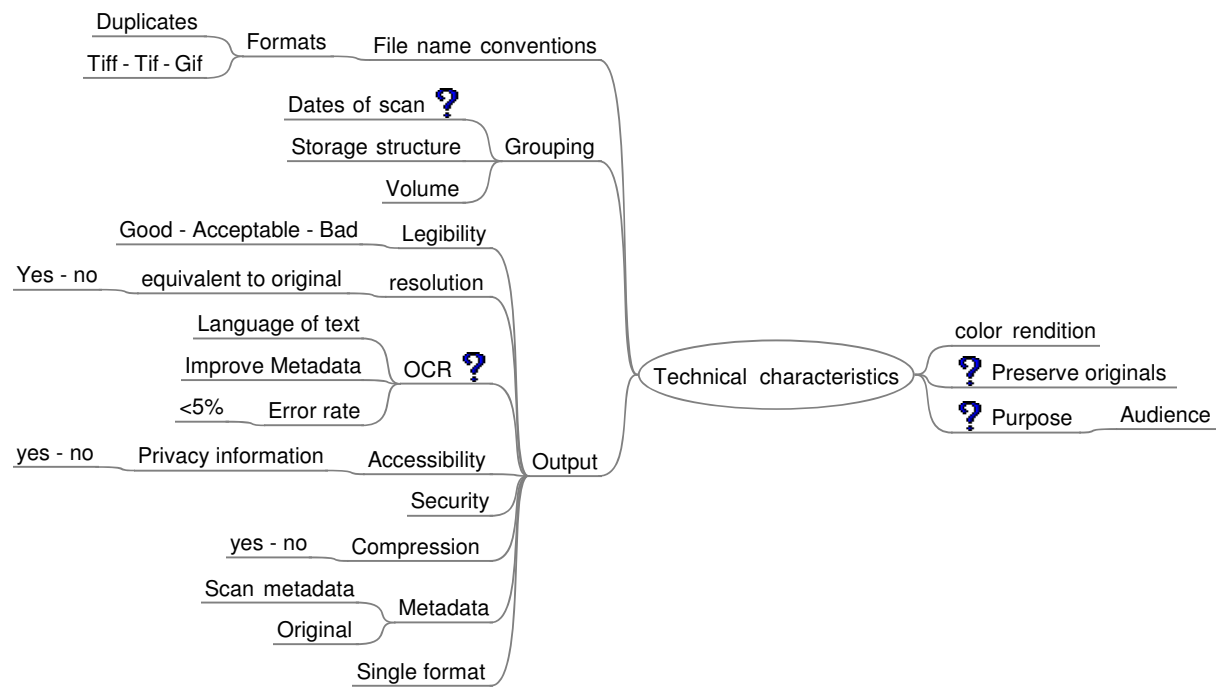 Duplicates
Tiff - Tif - Gif
Formats
File name conventions
Dates of scan
Storage structure
Volume
Grouping
Good - Acceptable - Bad
Legibility
Yes - no
equivalent to original
resolution
Language of text
Improve Metadata
<5%
Error rate
OCR
yes - no
Privacy information
Accessibility
Security
yes - no
Compression
Scan metadata
Original
Metadata
Single format
Output
Technical characteristics
color rendition
Preserve originals
Purpose
Audience